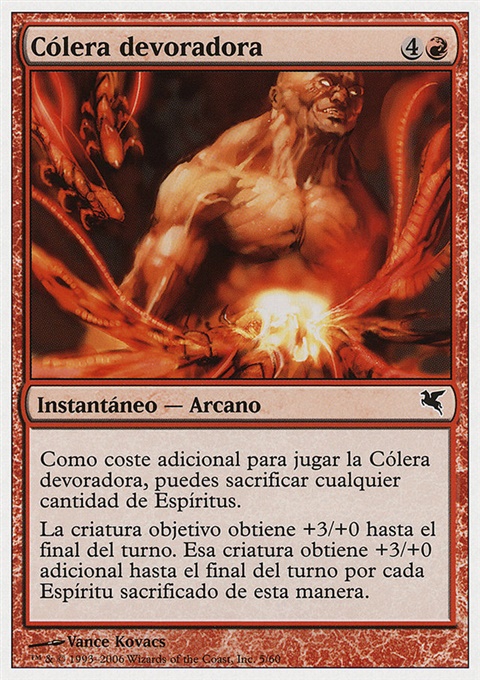 Cólera devoradora 4
Instantáneo — Arcano
Como coste adicional para jugar la Cólera
devoradora, puedes sacrificar cualquier
cantidad de Espíritus.
La criatura objetivo obtiene +3/+0 hasta el
final del turno. Esa criatura obtiene +3/+0
adicional hasta el final del turno por cada
Espíritu sacrificado de esta manera.
Vance Kovacs
™ & © 1993-2006 Wizards of the Coast, Inc. 5/60